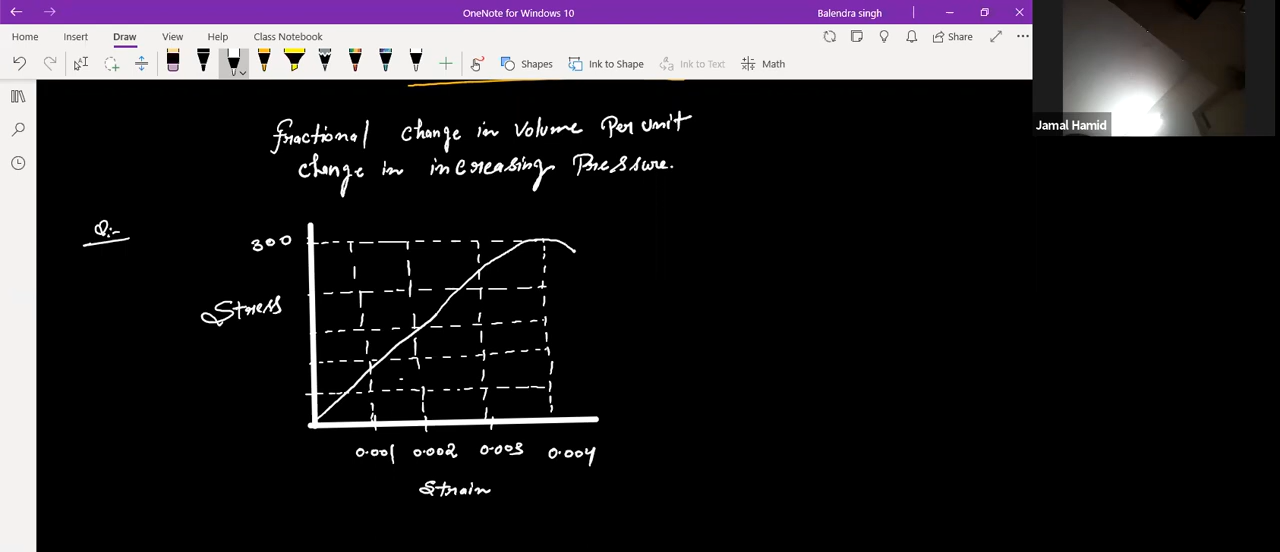 OneNote for Windows 10
Balendra singh
Home Insert Draw View Help Class Notebook
Share
Shapes Ink to Shape Ink to Text Math
Jamal Hamid
fractional change in volume Per unit
change in increasing Pressure.
Q:-
300
Stress
0.001 0.002 0.003 0.004
Strain